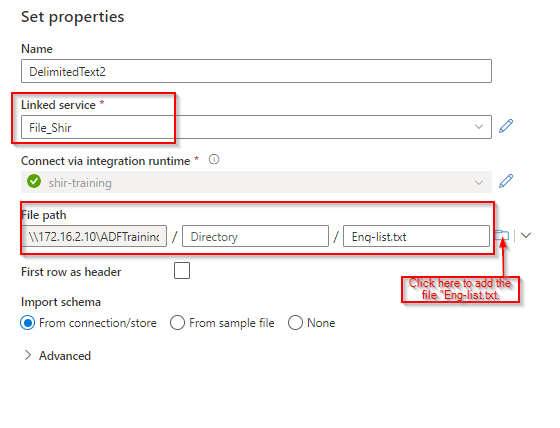 Set properties
Name
DelimitedText2
Linked service *
File_Shir
Connect via integration runtime *
shir-training
File path
\\172.16.2.10\ADFTraining / Directory / Eng-list.txt
First row as header
Click here to add the
file "Eng-list.txt.
Import schema
From connection/store From sample file None
Advanced